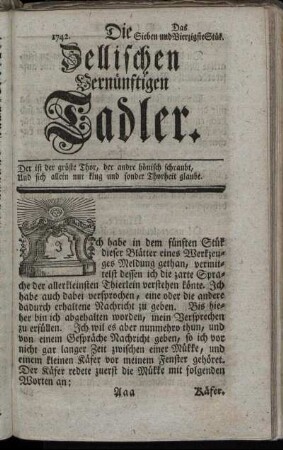 Das
1742. Die Sieben und Vierzigste Stük.
Zellischen
Vernünftigen
Tadler.
Der ist der gröste Thor, der andre hönisch schraubt,
Und sich allein nur klug und sonder Thorheit glaubt.
Ich habe in dem fünften Stük
dieser Blätter eines Werkzeu-
ges Meldung gethan, vermit-
telst dessen ich die zarte Spra-
che der allerkleinsten Thierlein verstehen könte. Ich
habe auch dabei versprochen, eine oder die andre
dadurch erhaltene Nachricht zu geben. Bis hie-
her bin ich abgehalten worden, mein Versprechen
zu erfüllen. Ich wil es aber nunmehro thun, und
von einem Gespräche Nachricht geben, so ich vor
nicht gar langer Zeit zwischen einer Mükke, und
einem kleinen Käfer vor meinem Fenster gehöret.
Der Käfer redete zuerst die Mükke mit folgenden
Worten an:
Aaa Käfer.